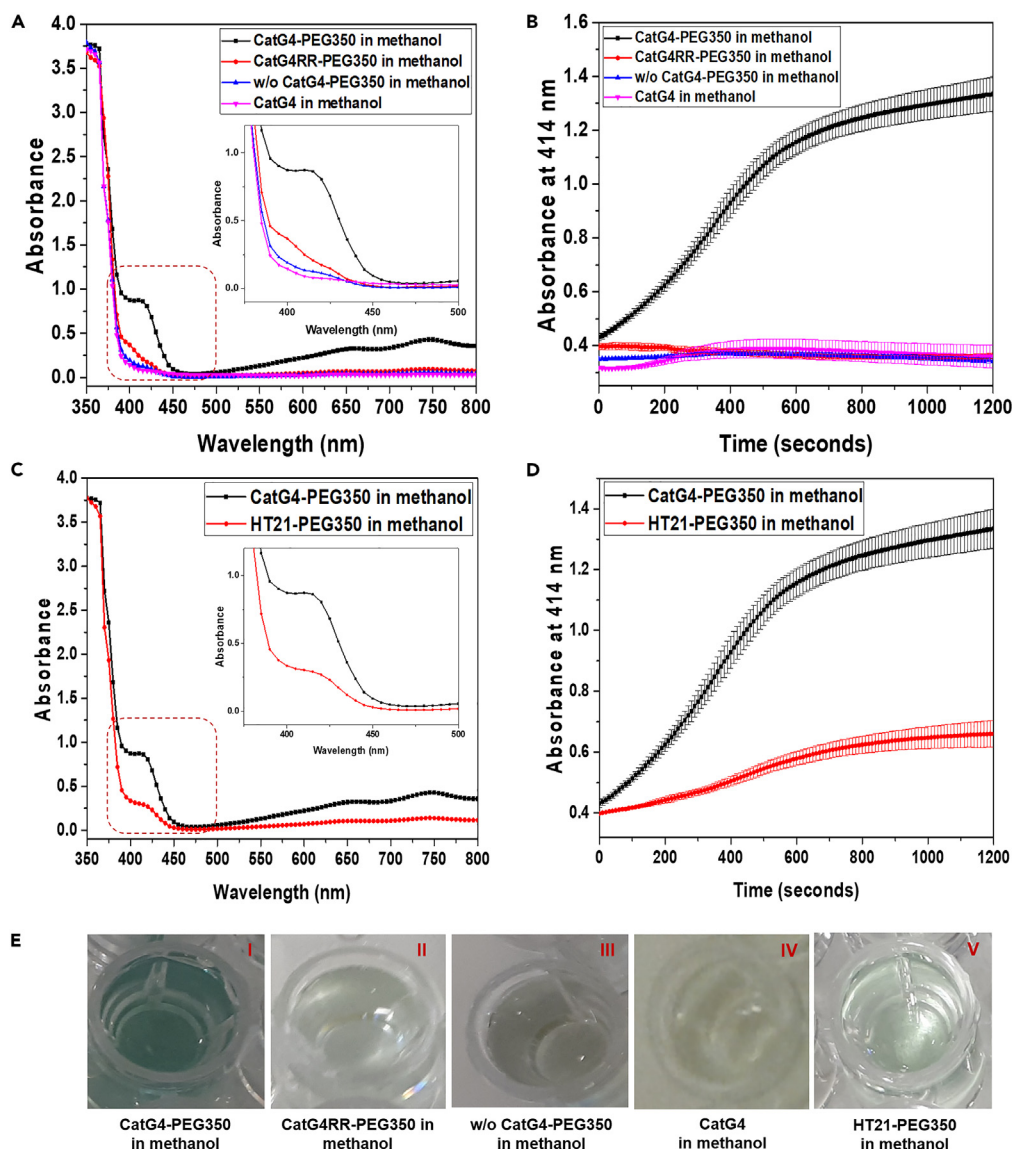 A
4.0
3.5
3.0
2.5
2.0
1.5
1.0
0.5
0.0
Absorbance
CatG4-PEG350 in methanol
CatG4RR-PEG350 in methanol
w/o CatG4-PEG350 in methanol
CatG4 in methanol
1.0
0.5
0.0
Absorbance
400 450 500
Wavelength (nm)
350 400 450 500 550 600 650 700 750 800
Wavelength (nm)
B
1.6
1.4
1.2
1.0
0.8
0.6
0.4
0.2
Absorbance at 414 nm
CatG4-PEG350 in methanol
CatG4RR-PEG350 in methanol
w/o CatG4-PEG350 in methanol
CatG4 in methanol
0 200 400 600 800 1000 1200
Time (seconds)
C
4.0
3.5
3.0
2.5
2.0
1.5
1.0
0.5
0.0
Absorbance
CatG4-PEG350 in methanol
HT21-PEG350 in methanol
1.0
0.5
0.0
Absorbance
400 450 500
Wavelength (nm)
350 400 450 500 550 600 650 700 750 800
Wavelength (nm)
D
1.4
1.2
1.0
0.8
0.6
0.4
Absorbance at 414 nm
CatG4-PEG350 in methanol
HT21-PEG350 in methanol
0 200 400 600 800 1000 1200
Time (seconds)
E
I
II
III
IV
V
CatG4-PEG350
in methanol
CatG4RR-PEG350 in
methanol
w/o CatG4-PEG350
in methanol
CatG4
in methanol
HT21-PEG350
in methanol